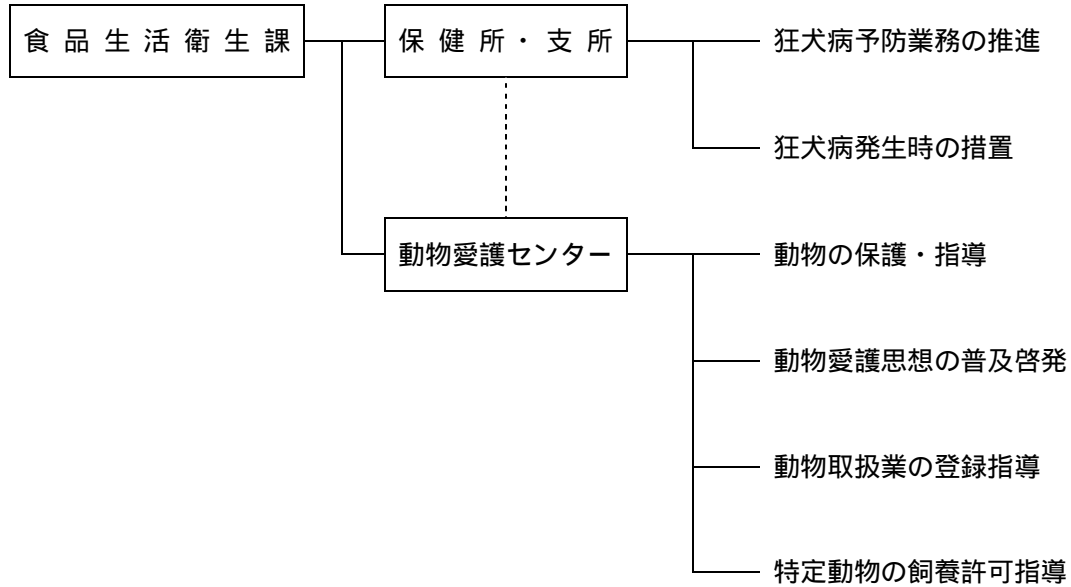 食品生活衛生課
保健所・支所
狂犬病予防業務の推進
狂犬病発生時の措置
動物愛護センター
動物の保護・指導
動物愛護思想の普及啓発
動物取扱業の登録指導
特定動物の飼養許可指導